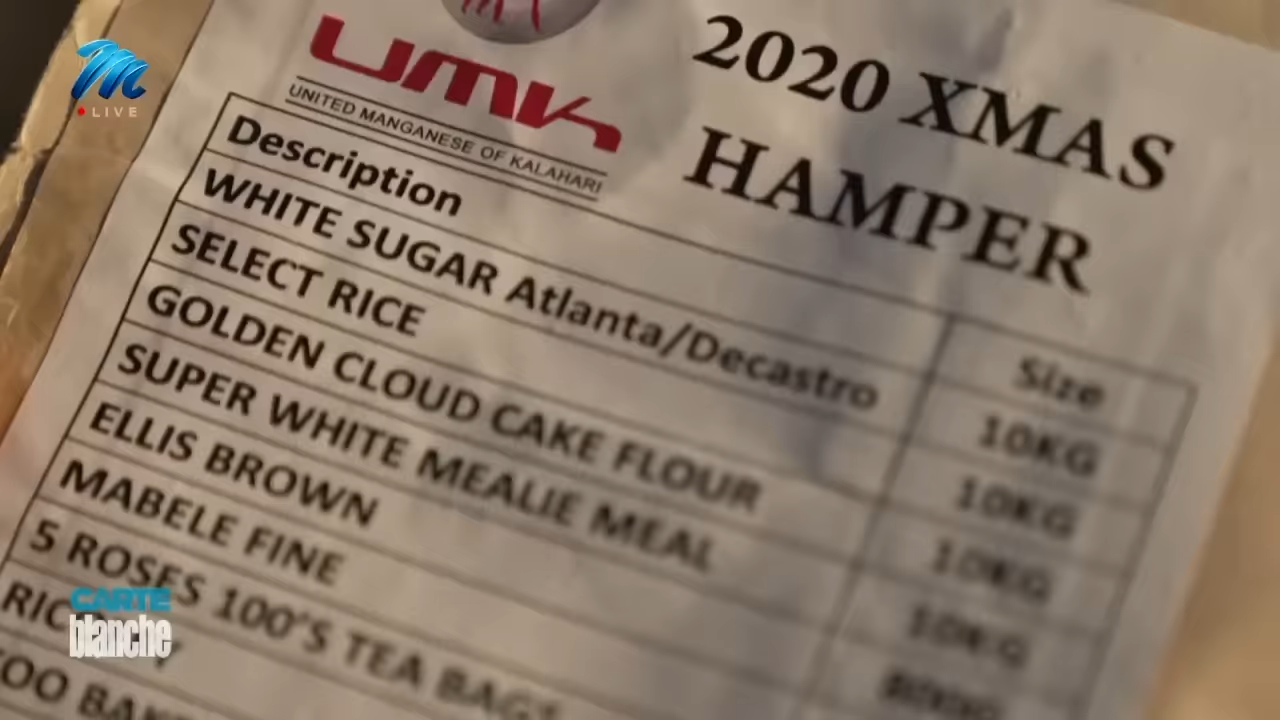 LIVE
umk
UNITED MANGANESE OF KALAHARI
2020 XMAS
HAMPER
Description Size
WHITE SUGAR Atlanta/Decastro 10KG
SELECT RICE 10KG
GOLDEN CLOUD CAKE FLOUR 10KG
SUPER WHITE MEALIE MEAL 10KG
ELLIS BROWN
MABELE FINE
5 ROSES 100'S TEA BAGS
CARTE
blanche